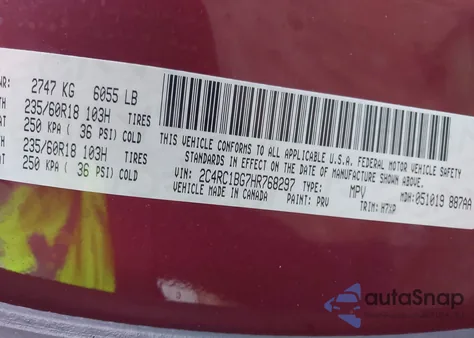 WR: 2747 KG 6055 LB
TH 235/60R18 103H TIRES
250 KPA ( 36 PSI) COLD
TH 235/60R18 103H TIRES
250 KPA ( 36 PSI) COLD
THIS VEHICLE CONFORMS TO ALL APPLICABLE U.S.A. FEDERAL MOTOR VEHICLE SAFETY
STANDARDS IN EFFECT ON THE DATE OF MANUFACTURE SHOWN ABOVE.
VIN: 2C4RC1BG7HR768297 TYPE: MPV MDH:051019 887AA
VEHICLE MADE IN CANADA PAINT: PRV TRIM: H7XP
autoSnap